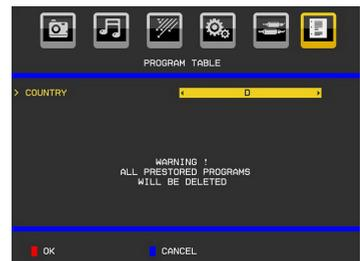 PROGRAM TABLE
> COUNTRY D
WARNING !
ALL PRESTORED PROGRAMS
WILL BE DELETED
OK CANCEL